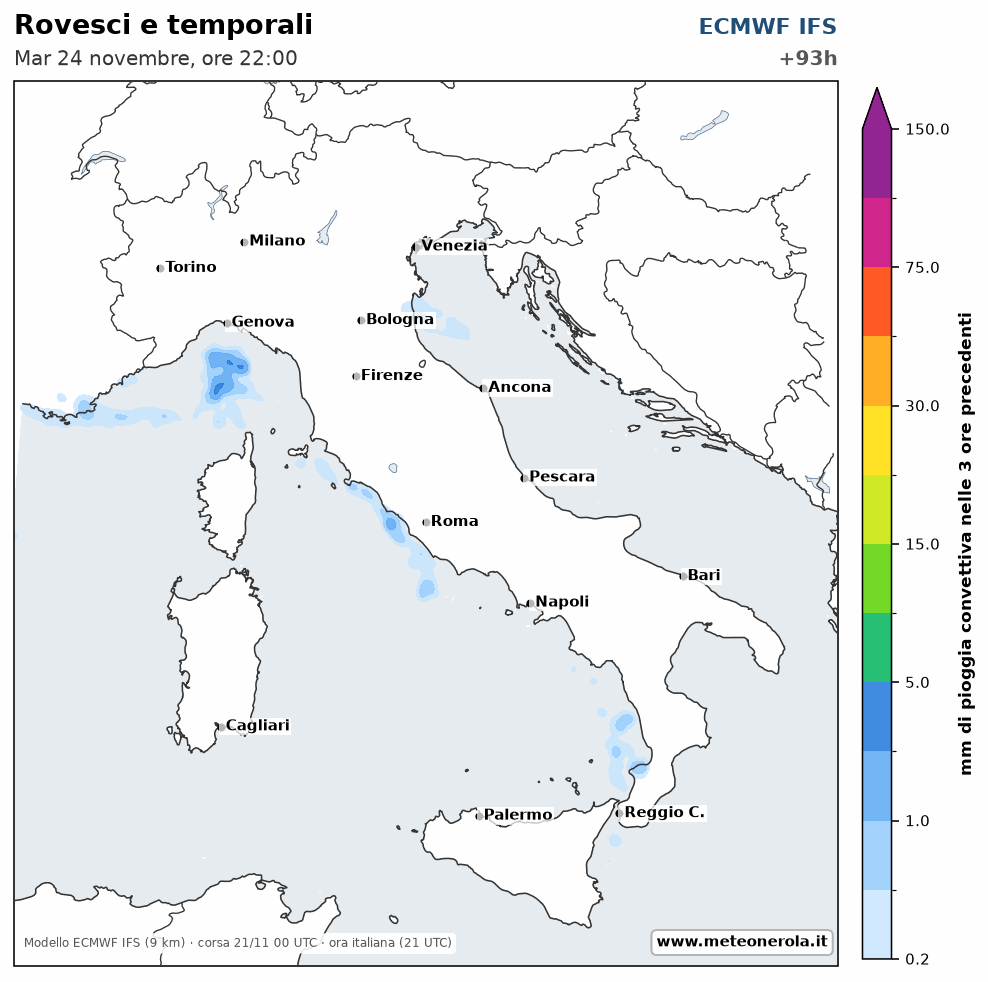 Rovesci e temporali
ECMWF IFS
Mar 24 novembre, ore 22:00
+93h
Milano
Venezia
Torino
Genova
Bologna
Firenze
Ancona
Pescara
Roma
Bari
Napoli
Cagliari
Palermo
Reggio C.
Modello ECMWF IFS (9 km) · corsa 21/11 00 UTC · ora italiana (21 UTC)
www.meteonerola.it
150.0
75.0
30.0
15.0
5.0
1.0
0.2
mm di pioggia convettiva nelle 3 ore precedenti